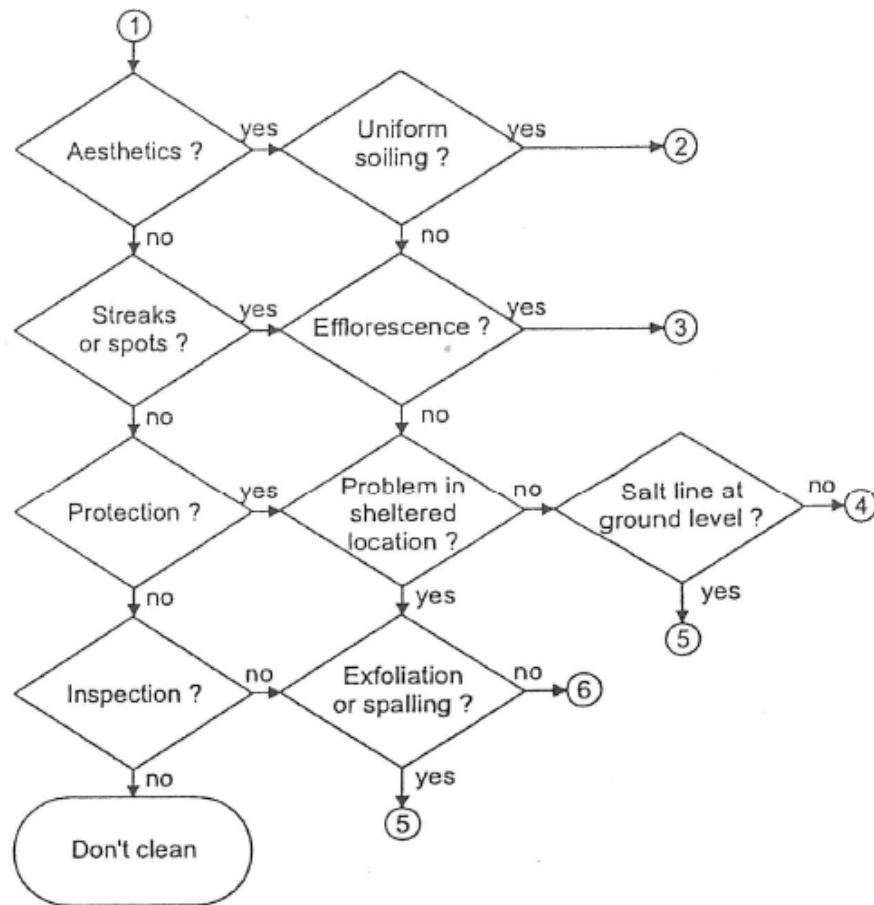 1
Aesthetics ?
yes
Uniform
soiling ?
yes
2
no
no
Streaks
or spots ?
yes
Efflorescence ?
yes
3
no
no
Protection ?
yes
Problem in
sheltered
location ?
no
Salt line at
ground level ?
no
4
no
yes
yes
5
Inspection ?
no
Exfoliation
or spalling ?
no
6
no
yes
5
Don't clean